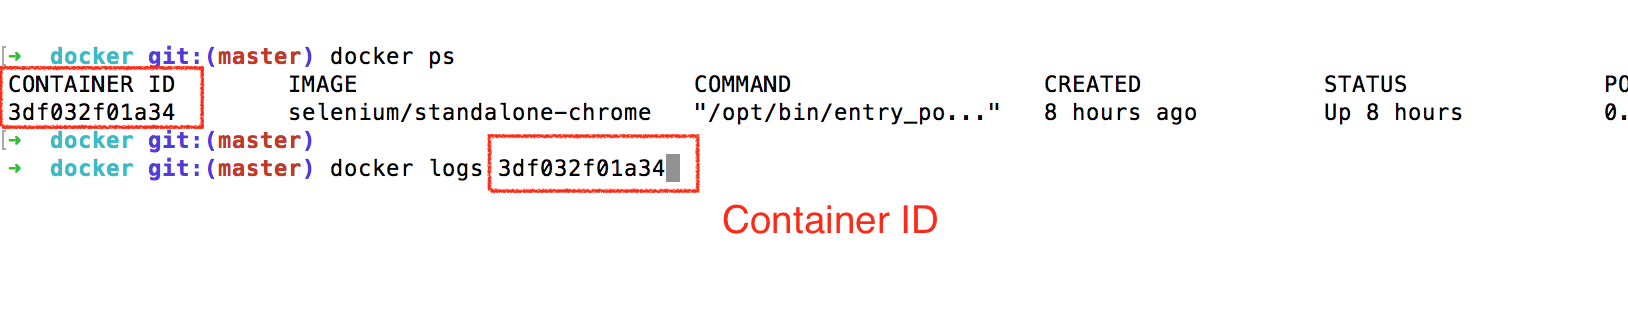 [→ docker git:(master) docker ps
CONTAINER ID IMAGE COMMAND CREATED STATUS PO
3df032f01a34 selenium/standalone-chrome "/opt/bin/entry_po..." 8 hours ago Up 8 hours 0.
[→ docker git:(master)
→ docker git:(master) docker logs 3df032f01a34
Container ID